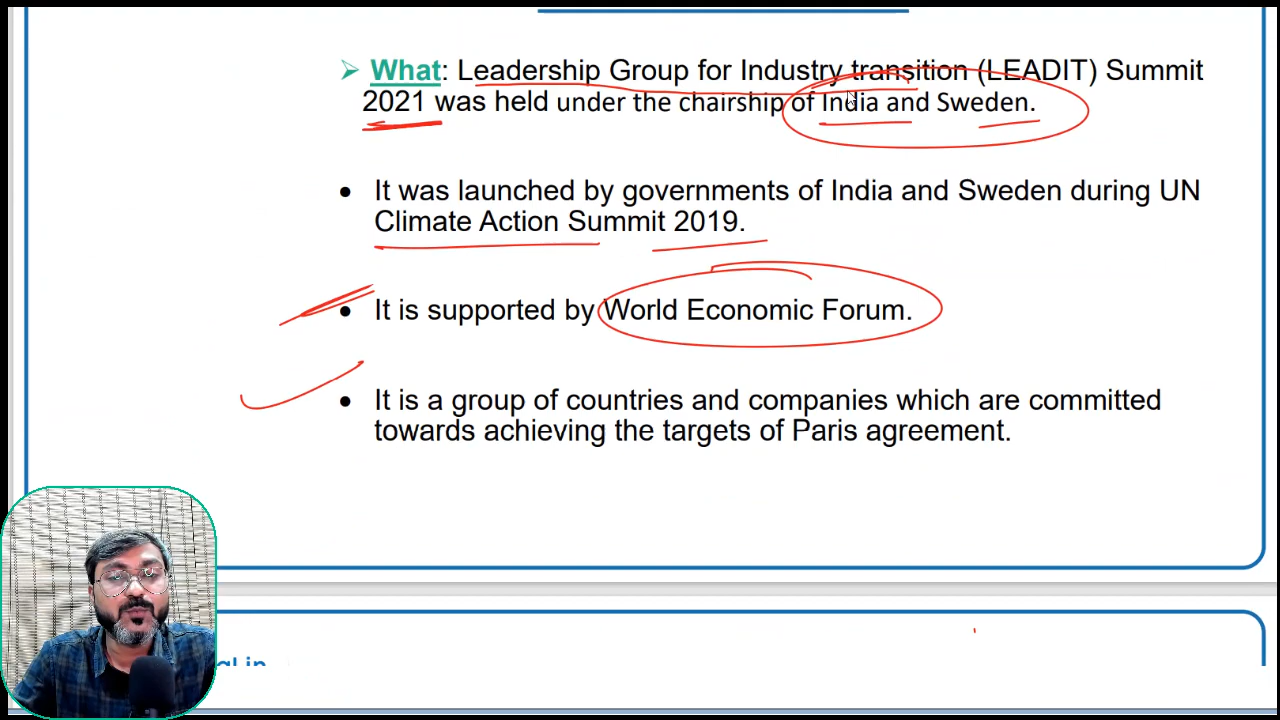 ➢ What: Leadership Group for Industry transition (LEADIT) Summit
2021 was held under the chairship of India and Sweden.
• It was launched by governments of India and Sweden during UN
Climate Action Summit 2019.
• It is supported by World Economic Forum.
• It is a group of countries and companies which are committed
towards achieving the targets of Paris agreement.